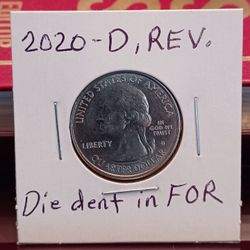 2020-D, REV.
UNITED STATES OF AMERICA
IN
GOD WE
TRUST
LIBERTY
D
QUARTER DOLLAR
Die dent in FOR